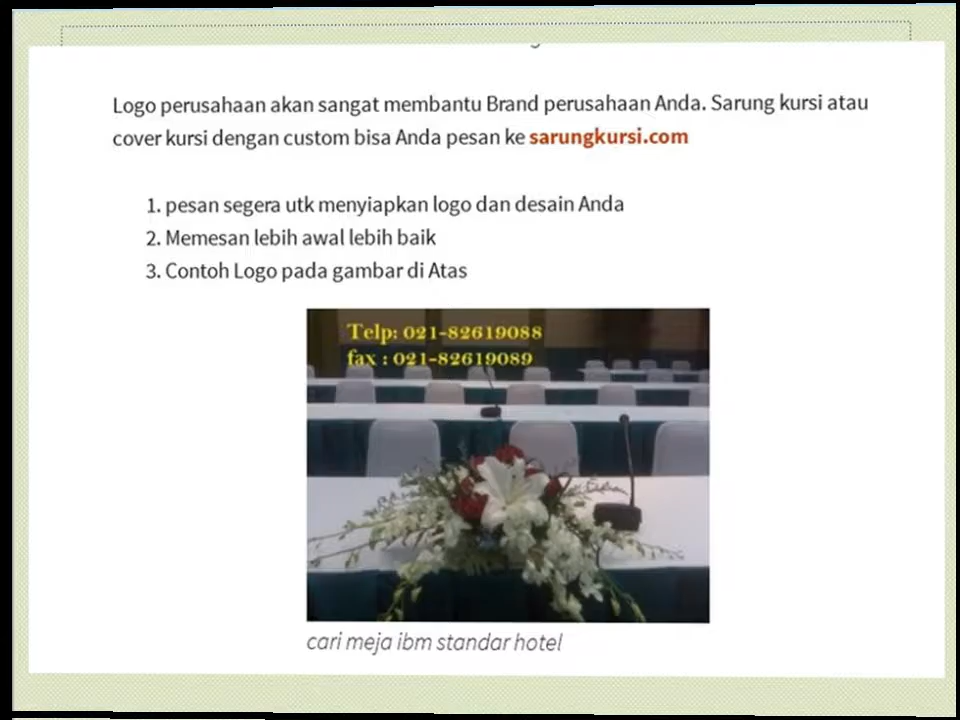 Logo perusahaan akan sangat membantu Brand perusahaan Anda. Sarung kursi atau
cover kursi dengan custom bisa Anda pesan ke sarungkursi.com
1. pesan segera utk menyiapkan logo dan desain Anda
2. Memesan lebih awal lebih baik
3. Contoh Logo pada gambar di Atas
Telp: 021-82619088
fax : 021-82619089
cari meja ibm standar hotel